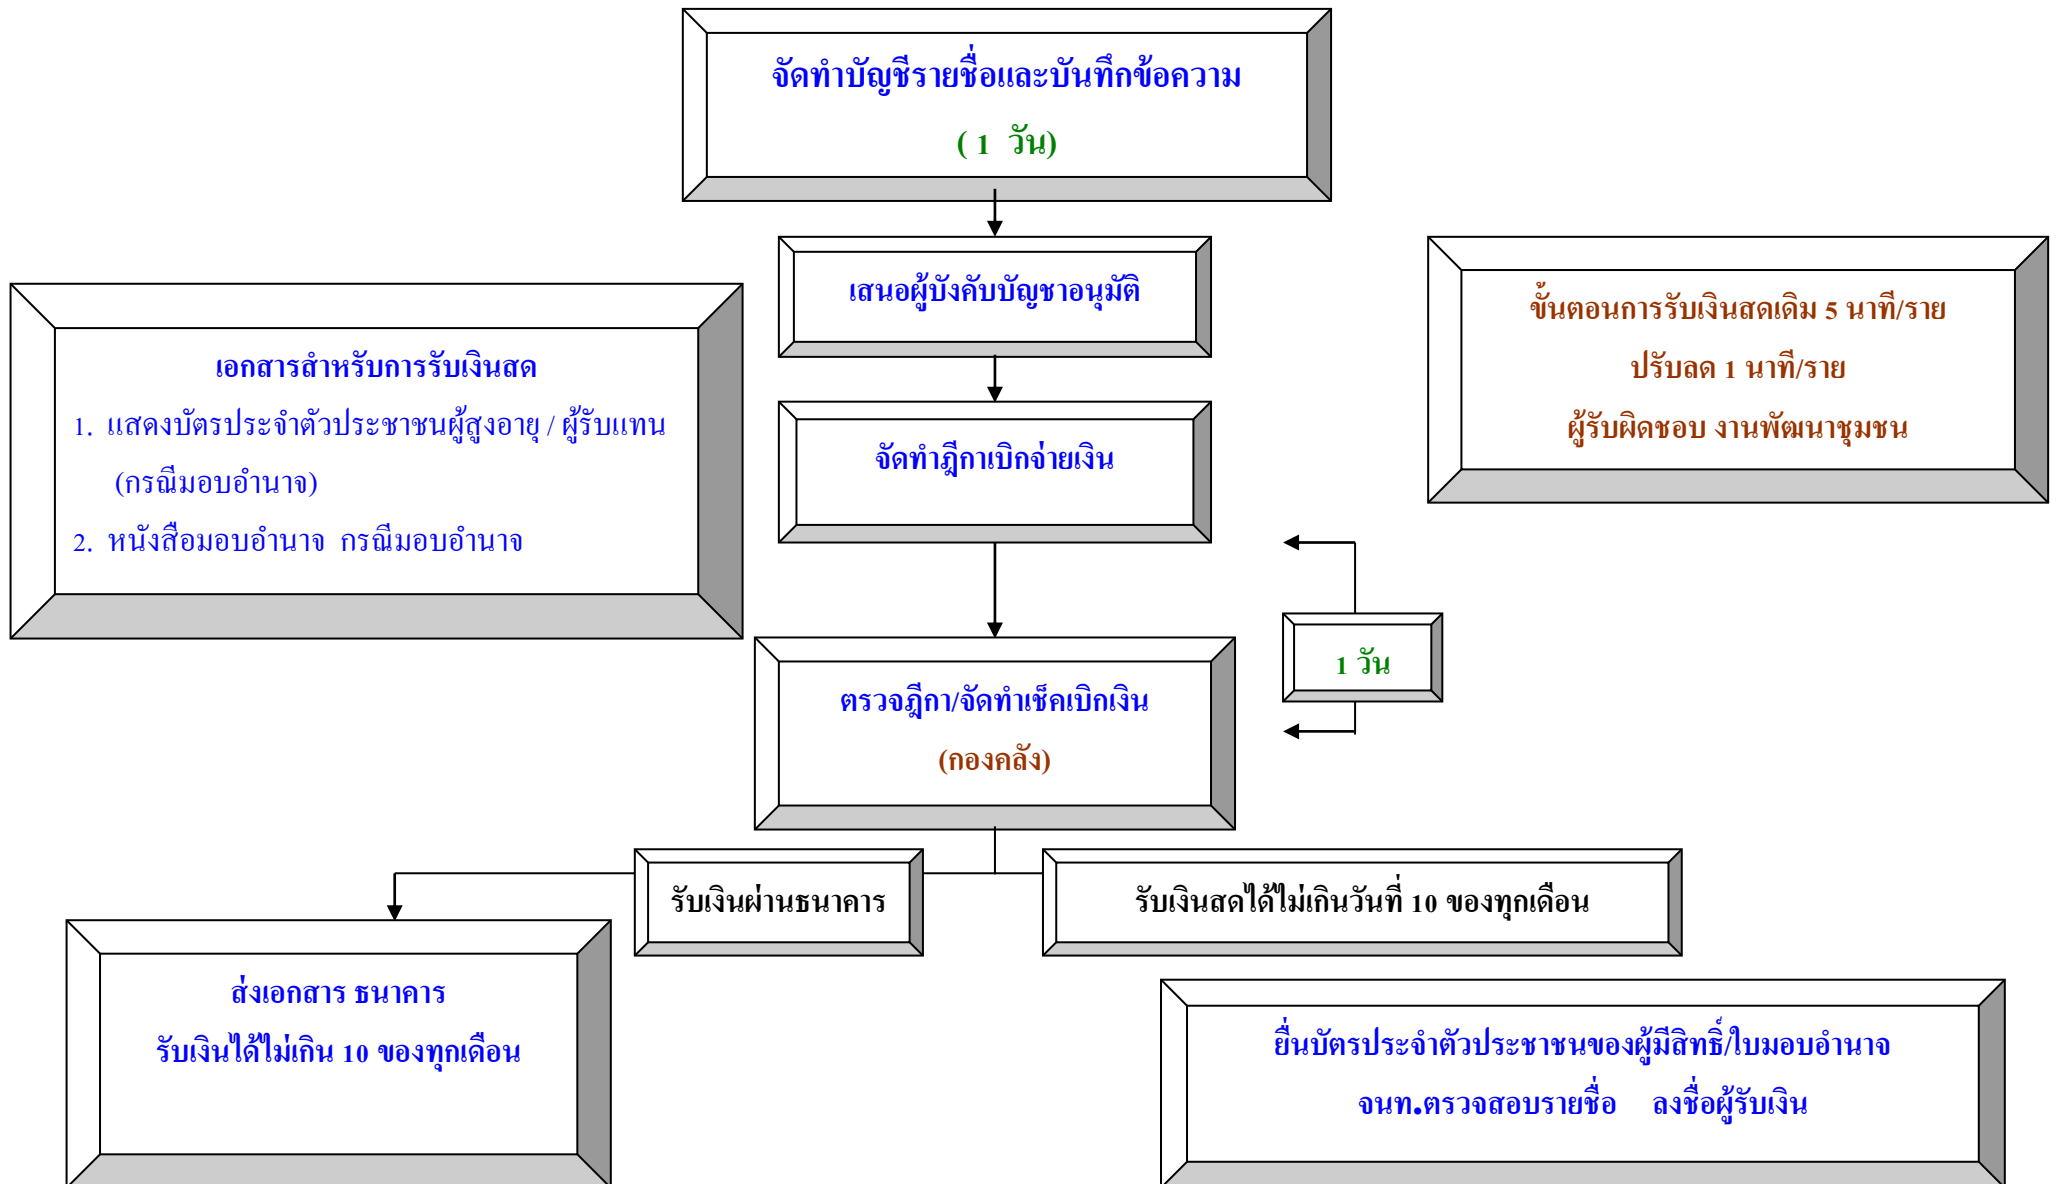 จัดทำบัญชีรายชื่อและบันทึกข้อความ
( 1 วัน)
เสนอผู้บังคับบัญชาอนุมัติ
ขั้นตอนการรับเงินสดเดิม 5 นาที/ราย
ปรับลด 1 นาที/ราย
ผู้รับผิดชอบ งานพัฒนาชุมชน
เอกสารสำหรับการรับเงินสด
1. แสดงบัตรประจำตัวประชาชนผู้สูงอายุ / ผู้รับแทน
(กรณีมอบอำนาจ)
2. หนังสือมอบอำนาจ กรณีมอบอำนาจ
จัดทำฎีกาเบิกจ่ายเงิน
1 วัน
ตรวจฎีกา/จัดทำเช็คเบิกเงิน
(กองคลัง)
รับเงินผ่านธนาคาร
รับเงินสดได้ไม่เกินวันที่ 10 ของทุกเดือน
ส่งเอกสาร ธนาคาร
รับเงินได้ไม่เกิน 10 ของทุกเดือน
ยื่นบัตรประจำตัวประชาชนของผู้มีสิทธิ์/ใบมอบอำนาจ
จนท.ตรวจสอบรายชื่อ ลงชื่อผู้รับเงิน